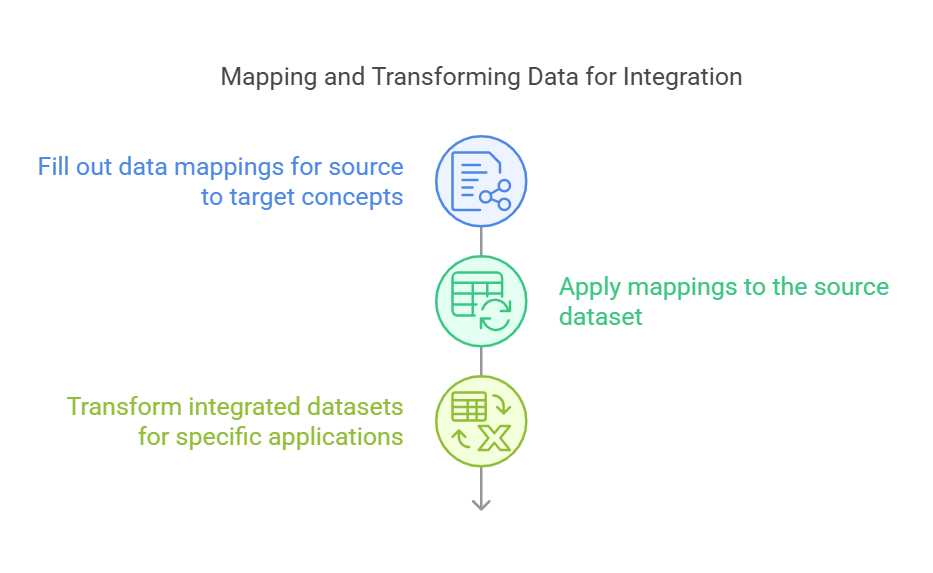 Mapping and Transforming Data for Integration
Fill out data mappings for source
to target concepts
Apply mappings to the source
dataset
Transform integrated datasets
for specific applications